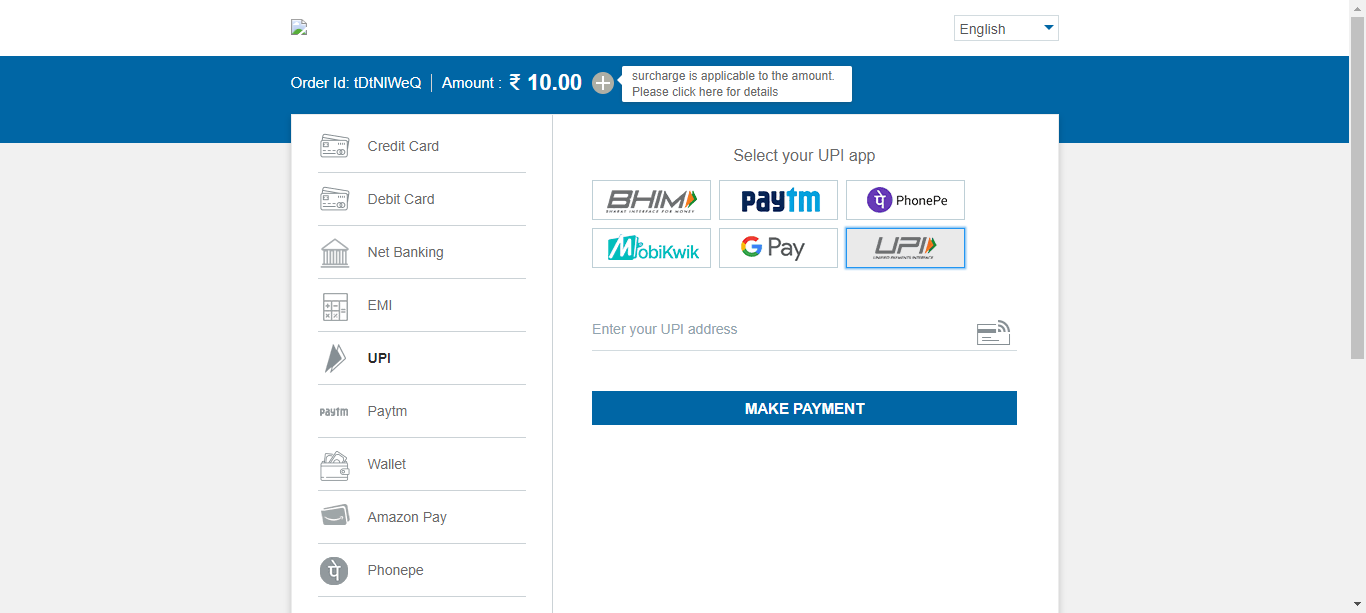 English
Order Id: tDtNlWeQ Amount : ₹ 10.00
surcharge is applicable to the amount.
Please click here for details
Credit Card
Debit Card
Net Banking
EMI
UPI
paytm Paytm
Wallet
Amazon Pay
पे Phonepe
Select your UPI app
BHIM
BHARAT INTERFACE FOR MONEY
paytm
पे PhonePe
MobiKwik
G Pay
UPI
UNIFIED PAYMENTS INTERFACE
Enter your UPI address
MAKE PAYMENT